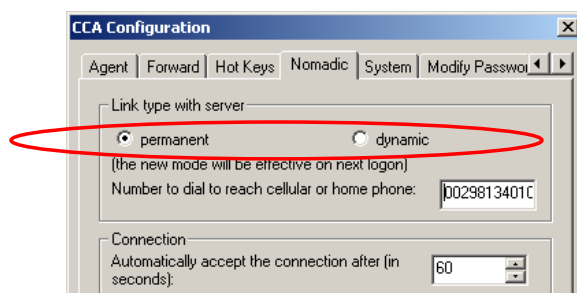 CCA Configuration
Agent Forward Hot Keys Nomadic System Modify Passwor
Link type with server
permanent dynamic
(the new mode will be effective on next logon)
Number to dial to reach cellular or home phone: 00298134010
Connection
Automatically accept the connection after (in seconds): 60